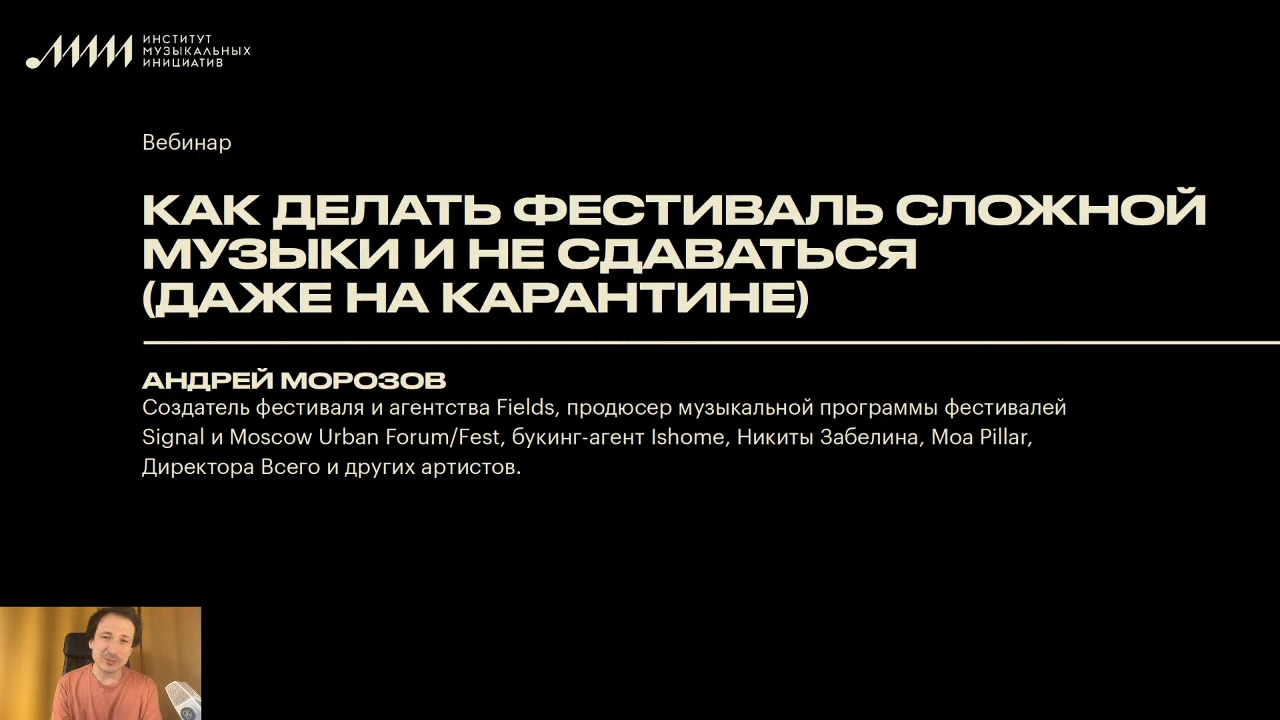 ИНСТИТУТ
МУЗЫКАЛЬНЫХ
ИНИЦИАТИВ
Вебинар
КАК ДЕЛАТЬ ФЕСТИВАЛЬ СЛОЖНОЙ
МУЗЫКИ И НЕ СДАВАТЬСЯ
(ДАЖЕ НА КАРАНТИНЕ)
АНДРЕЙ МОРОЗОВ
Создатель фестиваля и агентства Fields, продюсер музыкальной программы фестивалей
Signal и Moscow Urban Forum/Fest, букинг-агент Ishome, Никиты Забелина, Moa Pillar,
Директора Всего и других артистов.